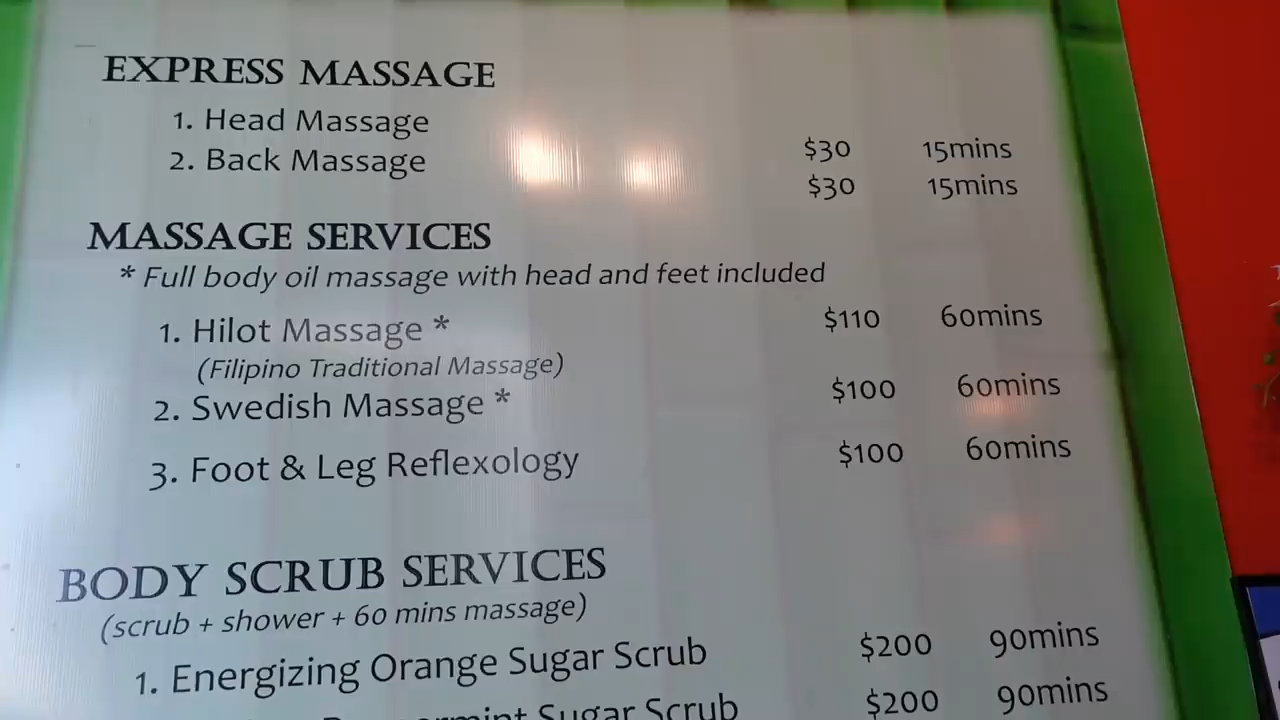 EXPRESS MASSAGE
1. Head Massage $30 15mins
2. Back Massage $30 15mins
MASSAGE SERVICES
* Full body oil massage with head and feet included
1. Hilot Massage * $110 60mins
(Filipino Traditional Massage)
2. Swedish Massage * $100 60mins
3. Foot & Leg Reflexology $100 60mins
BODY SCRUB SERVICES
(scrub + shower + 60 mins massage)
1. Energizing Orange Sugar Scrub $200 90mins
Sugar Scrub $200 90mins